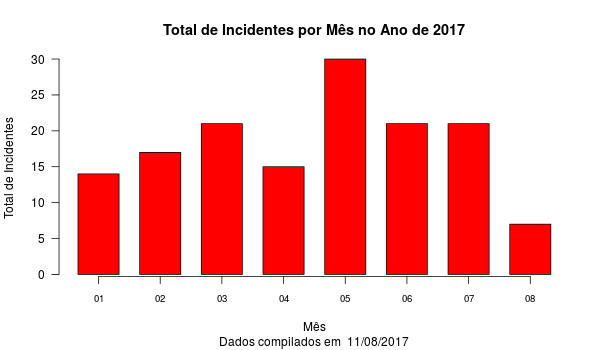 Total de Incidentes por Mês no Ano de 2017
Total de Incidentes
30
25
20
15
10
5
0
01 02 03 04 05 06 07 08
Mês
Dados compilados em 11/08/2017